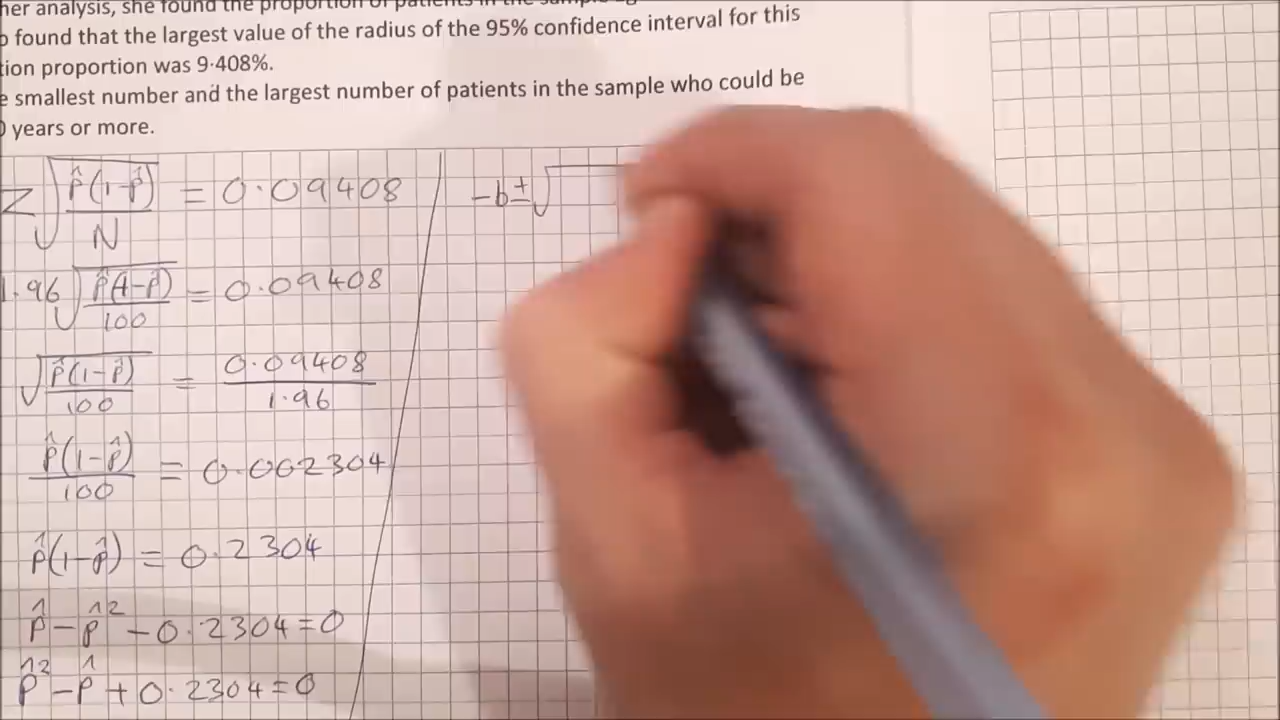 her analysis, she found the proportion of patients in the sample
found that the largest value of the radius of the 95% confidence interval for this
tion proportion was 9·408%.
e smallest number and the largest number of patients in the sample who could be
0 years or more.
Z√(p̂(1-p̂)/N) = 0.09408
1.96√(p̂(1-p̂)/100) = 0.09408
√(p̂(1-p̂)/100) = 0.09408/1.96
p̂(1-p̂)/100 = 0.002304
p̂(1-p̂) = 0.2304
p̂ - p̂² - 0.2304 = 0
p̂² - p̂ + 0.2304 = 0
-b ± √